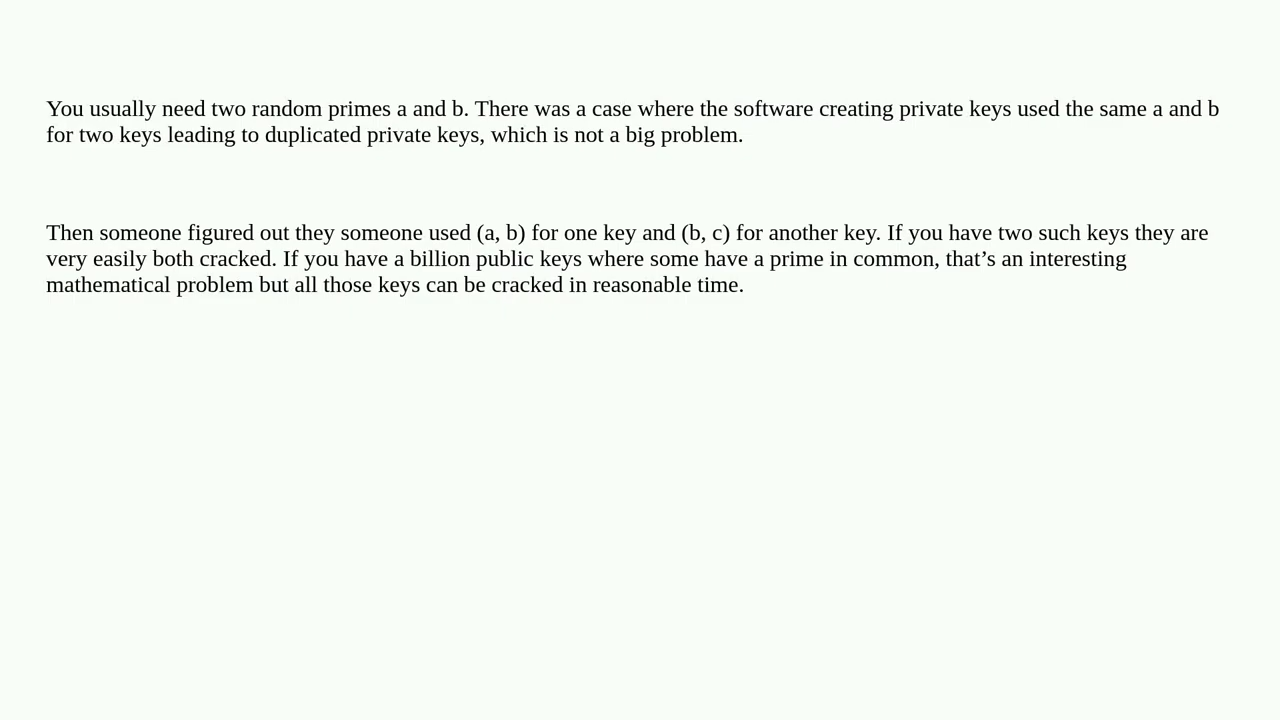 You usually need two random primes a and b. There was a case where the software creating private keys used the same a and b
for two keys leading to duplicated private keys, which is not a big problem.
Then someone figured out they someone used (a, b) for one key and (b, c) for another key. If you have two such keys they are
very easily both cracked. If you have a billion public keys where some have a prime in common, that’s an interesting
mathematical problem but all those keys can be cracked in reasonable time.